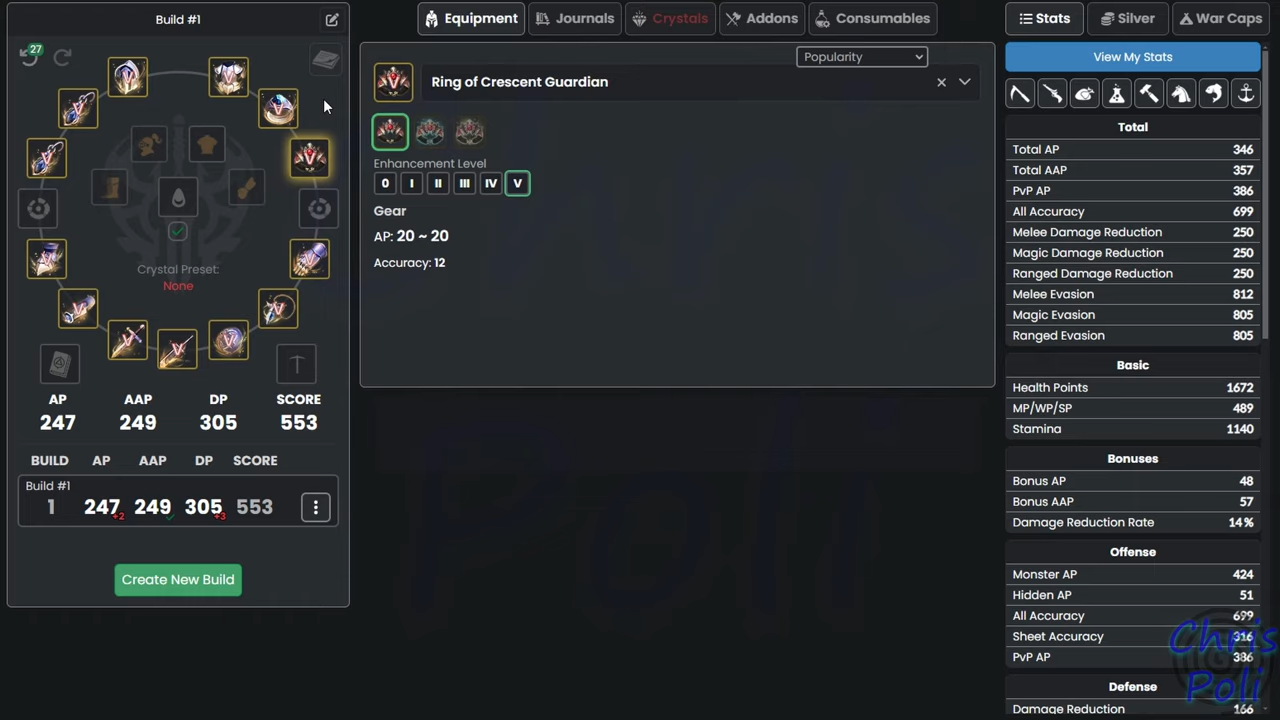 Build #1
27
Crystal Preset:
None
AP AAP DP SCORE
247 249 305 553
BUILD AP AAP DP SCORE
Build #1
1 247 +2 249 305 +3 553
Create New Build
Equipment Journals Crystals Addons Consumables
Popularity
Ring of Crescent Guardian
Enhancement Level
0 I II III IV V
Gear
AP: 20 ~ 20
Accuracy: 12
Stats Silver War Caps
View My Stats
Total
Total AP 346
Total AAP 357
PvP AP 386
All Accuracy 699
Melee Damage Reduction 250
Magic Damage Reduction 250
Ranged Damage Reduction 250
Melee Evasion 812
Magic Evasion 805
Ranged Evasion 805
Basic
Health Points 1672
MP/WP/SP 489
Stamina 1140
Bonuses
Bonus AP 48
Bonus AAP 57
Damage Reduction Rate 14%
Offense
Monster AP 424
Hidden AP 51
All Accuracy 699
Sheet Accuracy 316
PvP AP 386
Defense
Damage Reduction 166
Chris
Poli